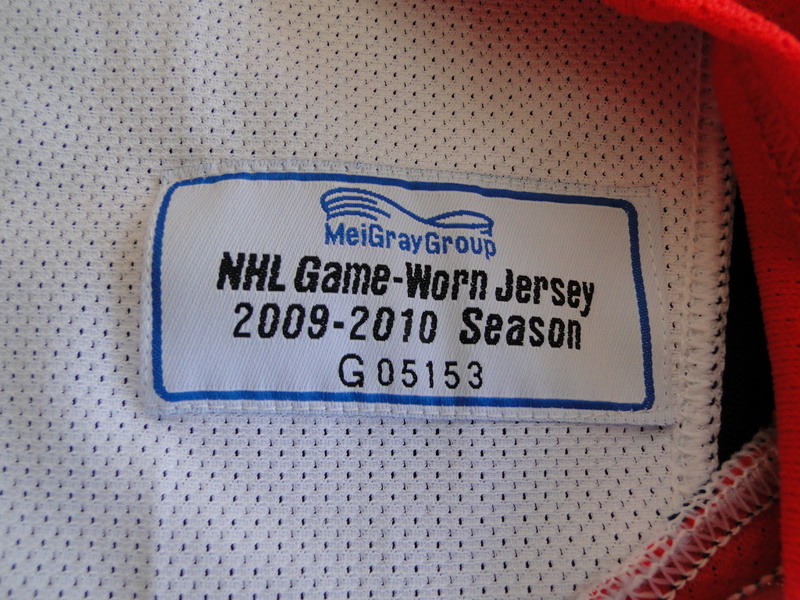 MeiGrayGroup
NHL Game-Worn Jersey
2009-2010 Season
G 05153